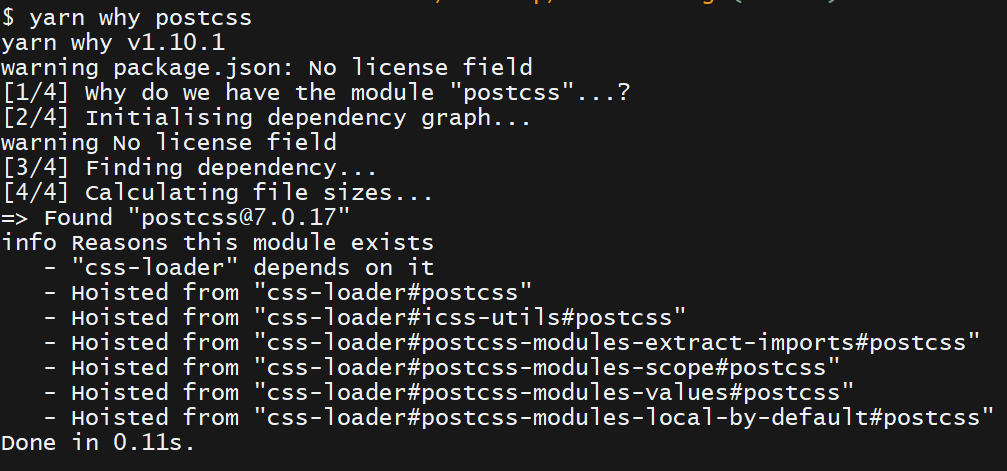 $ yarn why postcss
yarn why v1.10.1
warning package.json: No license field
[1/4] Why do we have the module "postcss"...?
[2/4] Initialising dependency graph...
warning No license field
[3/4] Finding dependency...
[4/4] Calculating file sizes...
=> Found "postcss@7.0.17"
info Reasons this module exists
   - "css-loader" depends on it
   - Hoisted from "css-loader#postcss"
   - Hoisted from "css-loader#icss-utils#postcss"
   - Hoisted from "css-loader#postcss-modules-extract-imports#postcss"
   - Hoisted from "css-loader#postcss-modules-scope#postcss"
   - Hoisted from "css-loader#postcss-modules-values#postcss"
   - Hoisted from "css-loader#postcss-modules-local-by-default#postcss"
Done in 0.11s.